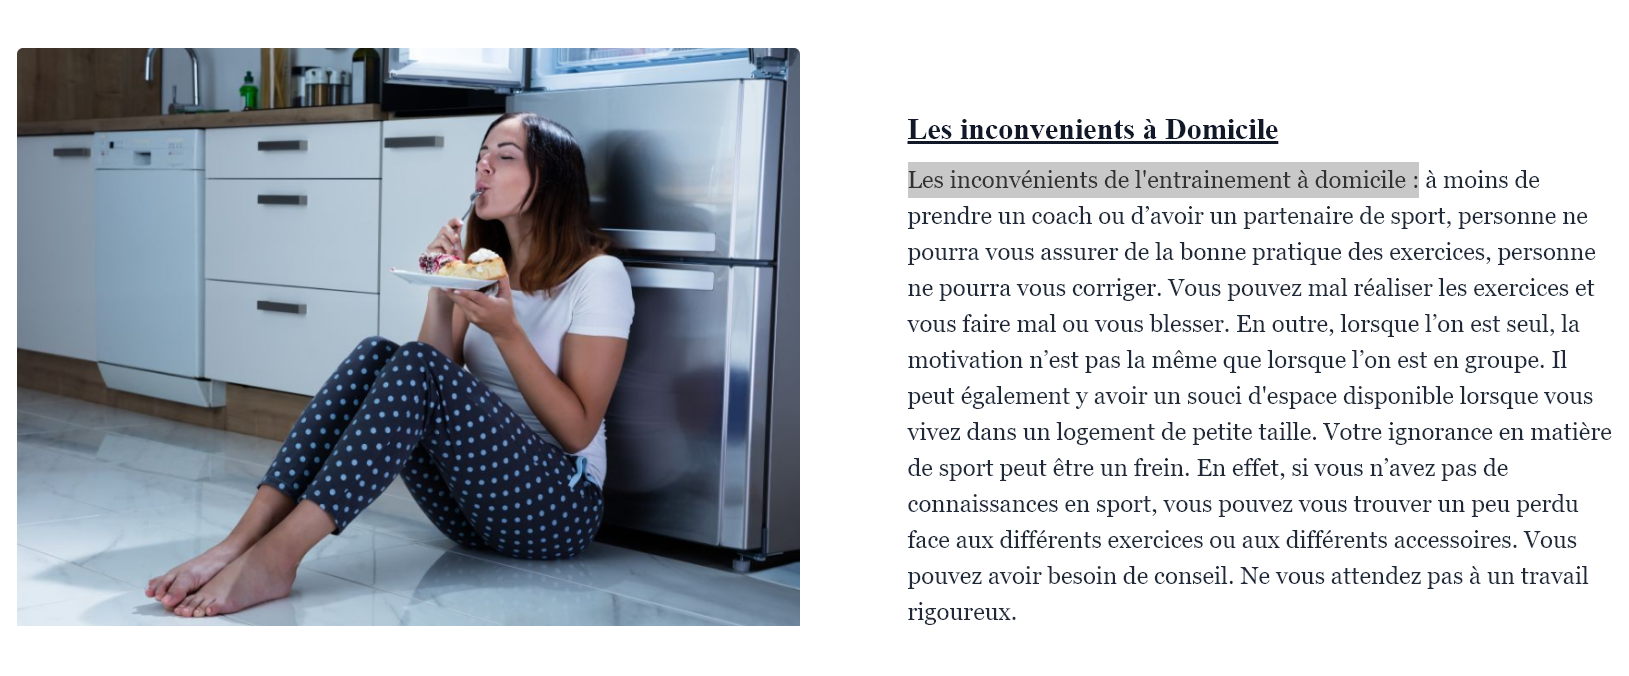 Les inconvenients à Domicile
Les inconvénients de l'entrainement à domicile : à moins de
prendre un coach ou d’avoir un partenaire de sport, personne ne
pourra vous assurer de la bonne pratique des exercices, personne
ne pourra vous corriger. Vous pouvez mal réaliser les exercices et
vous faire mal ou vous blesser. En outre, lorsque l’on est seul, la
motivation n’est pas la même que lorsque l’on est en groupe. Il
peut également y avoir un souci d'espace disponible lorsque vous
vivez dans un logement de petite taille. Votre ignorance en matière
de sport peut être un frein. En effet, si vous n’avez pas de
connaissances en sport, vous pouvez vous trouver un peu perdu
face aux différents exercices ou aux différents accessoires. Vous
pouvez avoir besoin de conseil. Ne vous attendez pas à un travail
rigoureux.